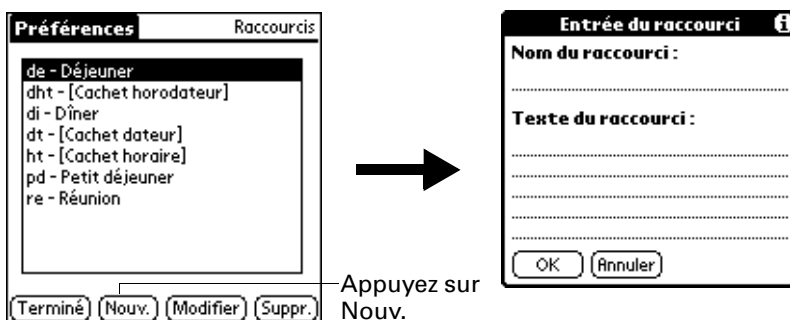 Préférences Raccourcis
de - Déjeuner
dht - [Cachet horodateur]
di - Dîner
dt - [Cachet dateur]
ht - [Cachet horaire]
pd - Petit déjeuner
re - Réunion
Terminé Nouv. Modifier Suppr.
Appuyez sur
Nouv.
Entrée du raccourci i
Nom du raccourci :
Texte du raccourci :
OK Annuler